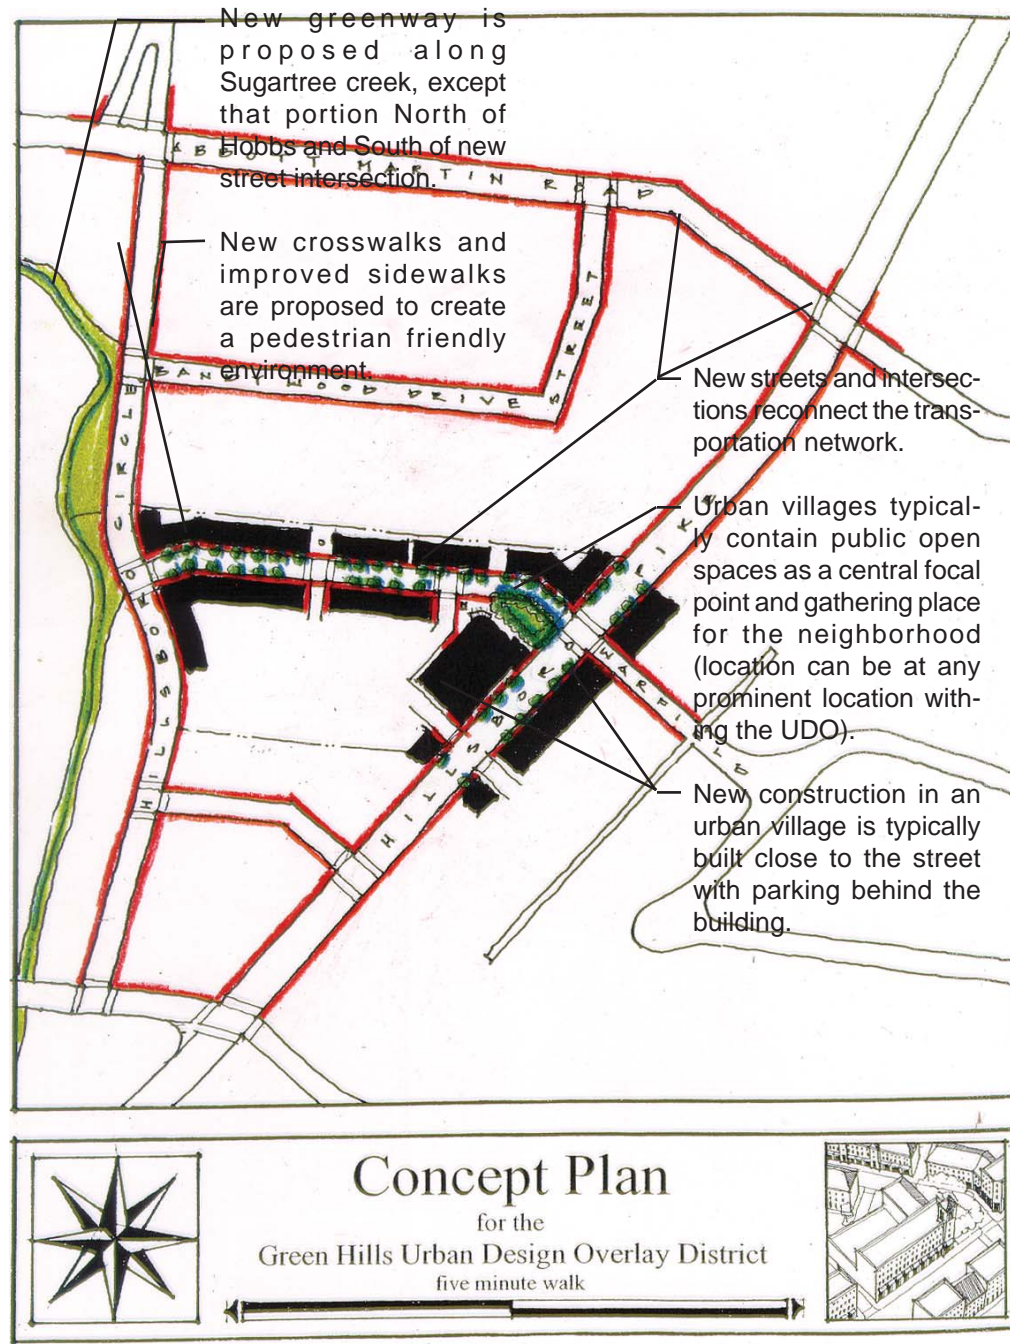 New greenway is
proposed along
Sugartree creek, except
that portion North of
Hobbs and South of new
street intersection.
ABBOTT MARTIN ROAD
New crosswalks and
improved sidewalks
are proposed to create
a pedestrian friendly
environment.
STREET
BANDYWOOD DRIVE
New streets and intersec-
tions reconnect the trans-
portation network.
HILLSBORO CIRCLE
Urban villages typical-
ly contain public open
spaces as a central focal
point and gathering place
for the neighborhood
(location can be at any
prominent location with-
ing the UDO).
HILLSBORO PIKE
WARFIELD
New construction in an
urban village is typically
built close to the street
with parking behind the
building.
Concept Plan
for the
Green Hills Urban Design Overlay District
five minute walk